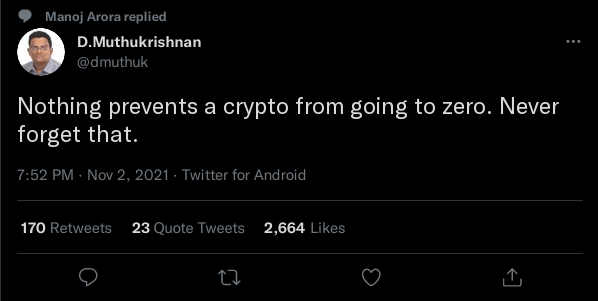 Manoj Arora replied
D.Muthukrishnan
@dmuthuk
Nothing prevents a crypto from going to zero. Never
forget that.
7:52 PM · Nov 2, 2021 · Twitter for Android
170 Retweets 23 Quote Tweets 2,664 Likes